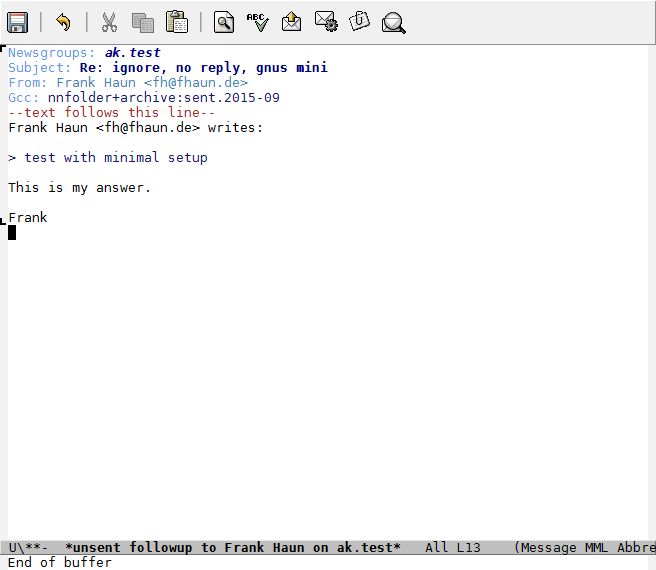 ABC
Newsgroups: ak.test
Subject: Re: ignore, no reply, gnus mini
From: Frank Haun <fh@fhaun.de>
Gcc: nnfolder+archive:sent.2015-09
--text follows this line--
Frank Haun <fh@fhaun.de> writes:
> test with minimal setup
This is my answer.
Frank
U\**-  *unsent followup to Frank Haun on ak.test*   All L13    (Message MML Abbre
End of buffer